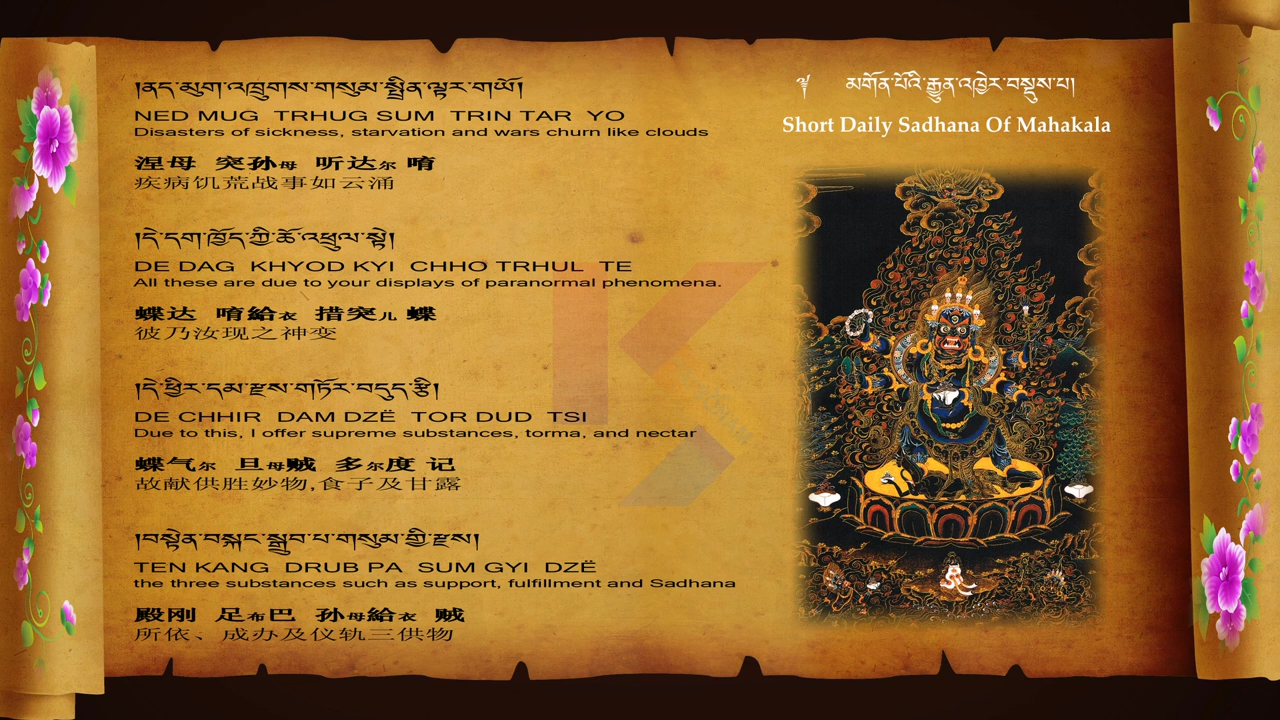 །ནད་མུག་འཁྲུགས་གསུམ་སྤྲིན་ལྟར་གཡོ།
NED MUG TRHUG SUM TRIN TAR YO
Disasters of sickness, starvation and wars churn like clouds
涅母 突孙母 听达尔 唷
疾病饥荒战事如云涌
།དེ་དག་ཁྱོད་ཀྱི་ཆོ་འཕྲུལ་སྟེ།
DE DAG KHYOD KYI CHHO TRHUL TE
All these are due to your displays of paranormal phenomena.
蝶达 唷給衣 措突儿 蝶
彼乃汝现之神变
།དེ་ཕྱིར་དམ་རྫས་གཏོར་བདུད་རྩི།
DE CHHIR DAM DZË TOR DUD TSI
Due to this, I offer supreme substances, torma, and nectar
蝶气尔 旦母贼 多尔度 记
故献供胜妙物,食子及甘露
།བསྟེན་བསྐང་སྒྲུབ་པ་གསུམ་གྱི་རྫས།
TEN KANG DRUB PA SUM GYI DZË
the three substances such as support, fulfillment and Sadhana
殿刚 足布巴 孙母給衣 贼
所依、成办及仪轨三供物
༄ མགོན་པོའི་རྒྱུན་འཁྱེར་བསྡུས་པ།
Short Daily Sadhana Of Mahakala